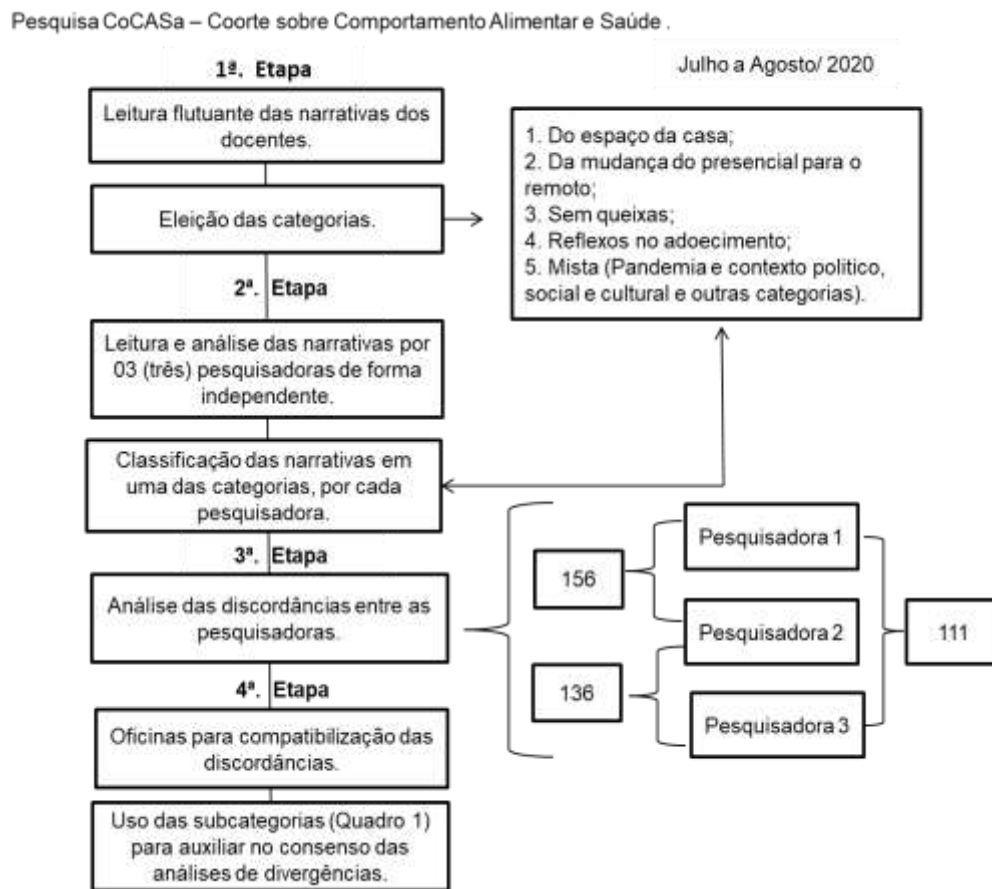 Pesquisa CoCASa – Coorte sobre Comportamento Alimentar e Saúde .
1ª. Etapa
Julho a Agosto/ 2020
Leitura flutuante das narrativas dos
docentes.
Eleição das categorias.
1. Do espaço da casa;
2. Da mudança do presencial para o
remoto;
3. Sem queixas;
4. Reflexos no adoecimento;
5. Mista (Pandemia e contexto politico,
social e cultural e outras categorias).
2ª. Etapa
Leitura e análise das narrativas por
03 (três) pesquisadoras de forma
independente.
Classificação das narrativas em
uma das categorias, por cada
pesquisadora.
3ª. Etapa
Análise das discordâncias entre as
pesquisadoras.
156
136
Pesquisadora 1
Pesquisadora 2
Pesquisadora 3
111
4ª. Etapa
Oficinas para compatibilização das
discordâncias.
Uso das subcategorias (Quadro 1)
para auxiliar no consenso das
análises de divergências.